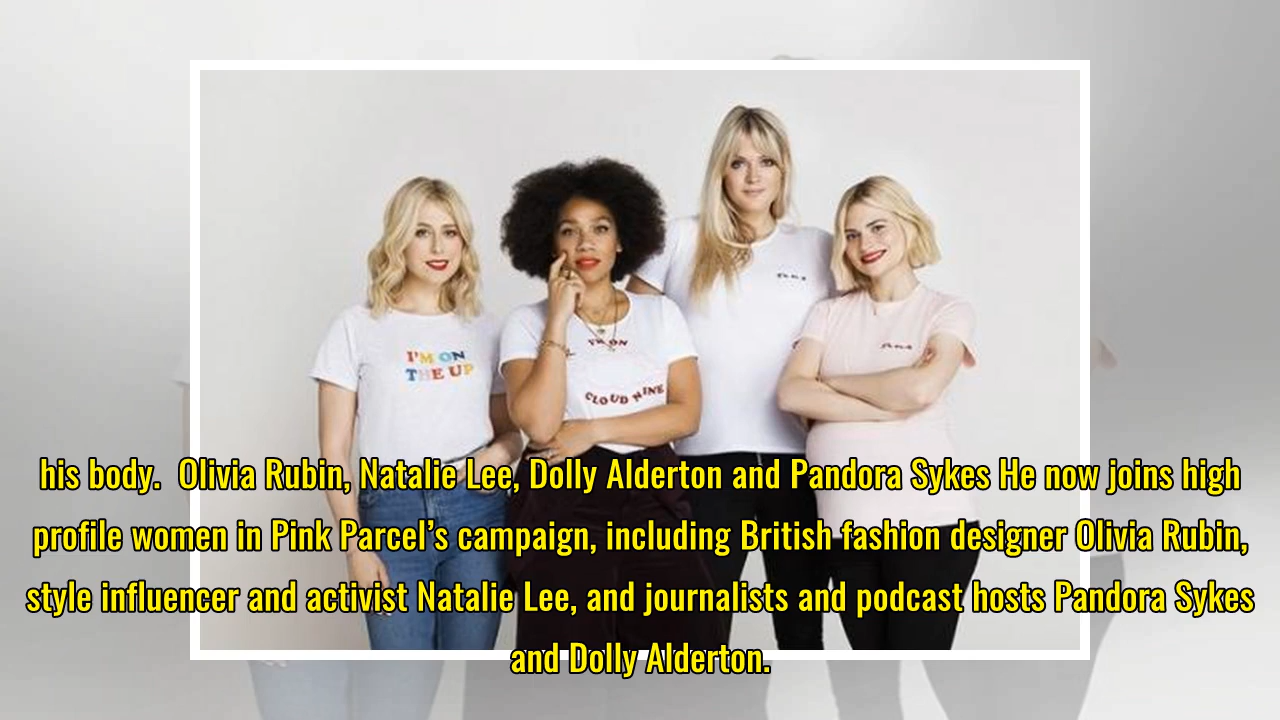 I'M ON
THE UP
I'M ON
CLOUD NINE
his body.  Olivia Rubin, Natalie Lee, Dolly Alderton and Pandora Sykes He now joins high
profile women in Pink Parcel’s campaign, including British fashion designer Olivia Rubin,
style influencer and activist Natalie Lee, and journalists and podcast hosts Pandora Sykes
and Dolly Alderton.